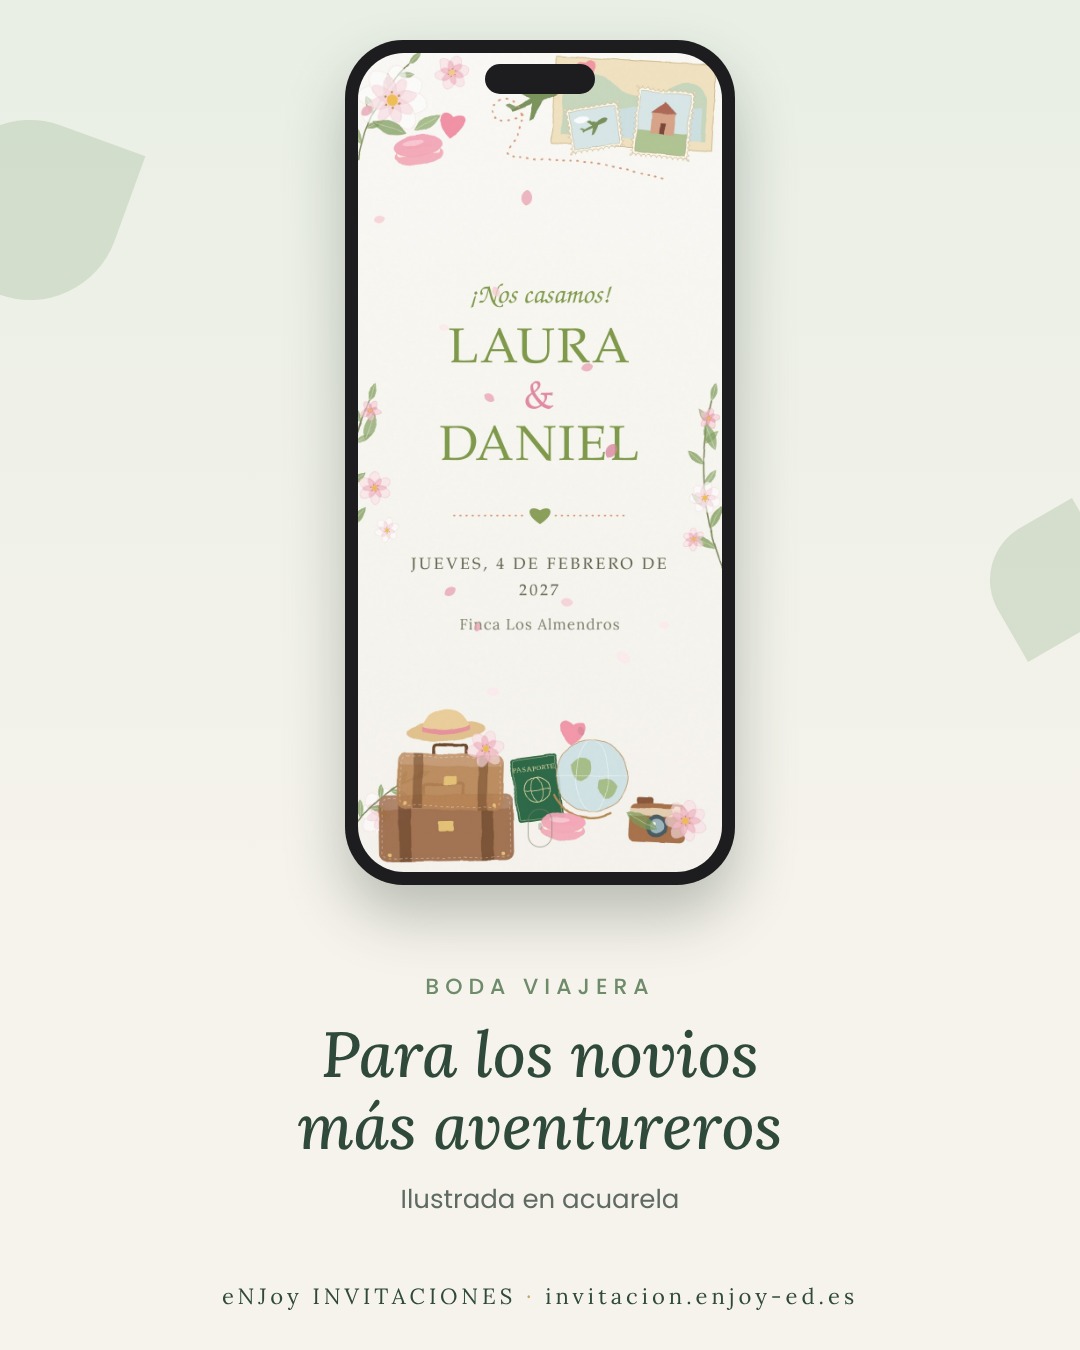 ¡Nos casamos!
LAURA
&
DANIEL
JUEVES, 4 DE FEBRERO DE
2027
Finca Los Almendros
PASAPORTE
BODA VIAJERA
Para los novios
más aventureros
Ilustrada en acuarela
eNJoy INVITACIONES · invitacion.enjoy-ed.es